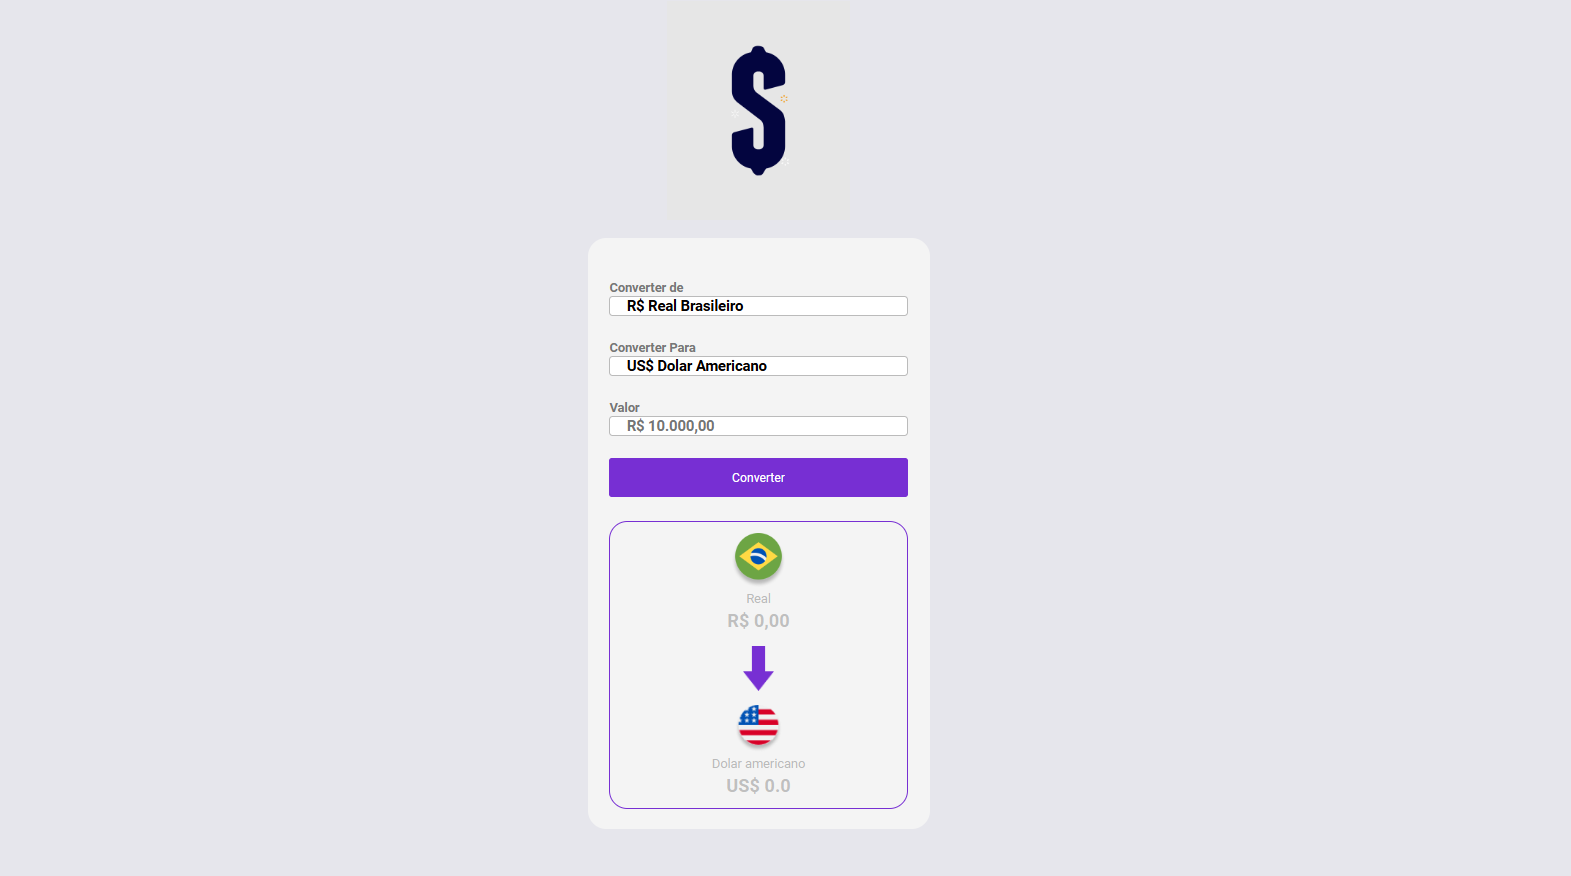 $
Converter de
R$ Real Brasileiro
Converter Para
US$ Dolar Americano
Valor
R$ 10.000,00
Converter
Real
R$ 0,00
Dolar americano
US$ 0.0